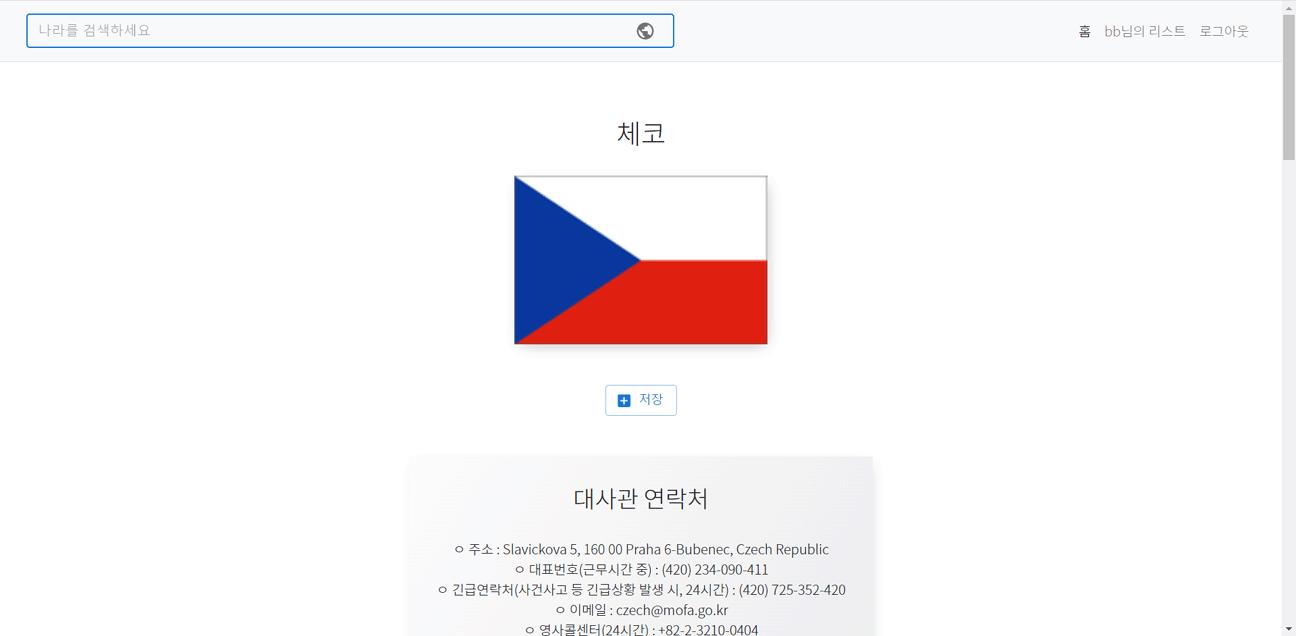 나라를 검색하세요
홈 bb님의 리스트 로그아웃
체코
저장
대사관 연락처
ㅇ 주소 : Slavickova 5, 160 00 Praha 6-Bubenec, Czech Republic
ㅇ 대표번호(근무시간 중) : (420) 234-090-411
ㅇ 긴급연락처(사건사고 등 긴급상황 발생 시, 24시간) : (420) 725-352-420
ㅇ 이메일 : czech@mofa.go.kr
ㅇ 영사콜센터(24시간) : +82-2-3210-0404